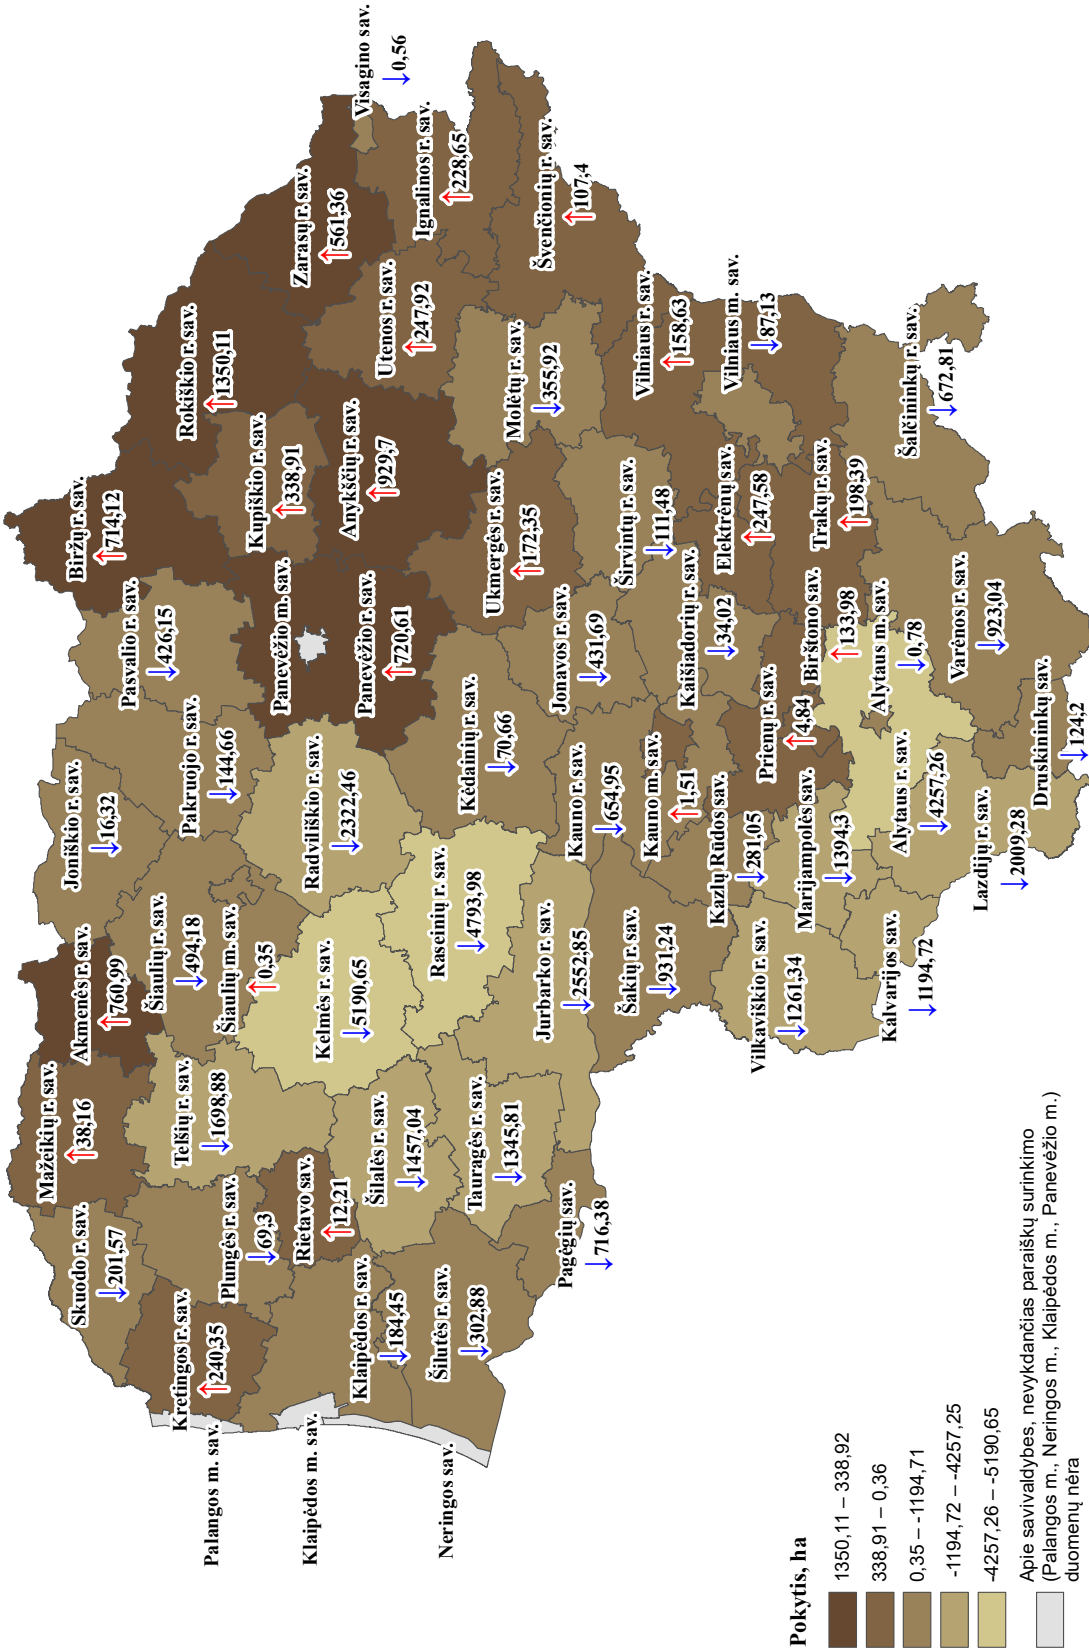 Skuodo r. sav.
↓201,57
Mažeikių r. sav.
↑38,16
Akmenės r. sav.
↑760,99
Joniškio r. sav.
↓16,32
Pasvalio r. sav.
↓426,15
Biržų r. sav.
↑714,12
Rokiškio r. sav.
↑1350,11
Zarasų r. sav.
↑561,36
Visagino sav.
↓0,56
Palangos m. sav.
Kretingos r. sav.
↑240,35
Plungės r. sav.
↓69,3
Telšių r. sav.
↓1698,88
Šiaulių r. sav.
↓494,18
Šiaulių m. sav.
↑0,35
Pakruojo r. sav.
↓144,66
Panevėžio m. sav.
Kupiškio r. sav.
↑338,91
Klaipėdos m. sav.
Rietavo sav.
↑12,21
Kelmės r. sav.
↓5190,65
Radviliškio r. sav.
↓2322,46
Panevėžio r. sav.
↑720,61
Anykščių r. sav.
↑929,7
Utenos r. sav.
↑247,92
Ignalinos r. sav.
↑228,65
Klaipėdos r. sav.
↓184,45
Šilalės r. sav.
↓1457,04
Neringos sav.
Šilutės r. sav.
↓302,88
Tauragės r. sav.
↓1345,81
Raseinių r. sav.
↓4793,98
Kėdainių r. sav.
↓70,66
Ukmergės r. sav.
↑172,35
Molėtų r. sav.
↓355,92
Švenčionių r. sav.
↑107,4
Pagėgių sav.
↓716,38
Jurbarko r. sav.
↓2552,85
Kauno r. sav.
↓654,95
Jonavos r. sav.
↓431,69
Širvintų r. sav.
↓111,48
Vilniaus r. sav.
↑158,63
Šakių r. sav.
↓931,24
Kauno m. sav.
↑1,51
Kaišiadorių r. sav.
↓34,02
Elektrėnų sav.
↑247,58
Vilniaus m. sav.
↓87,13
Kazlų Rūdos sav.
↓281,05
Prienų r. sav.
↑4,84
Birštono sav.
↑133,98
Trakų r. sav.
↑198,39
Vilkaviškio r. sav.
↓1261,34
Marijampolės sav.
↓1394,3
Alytaus m. sav.
↓0,78
Šalčininkų r. sav.
↓672,81
Kalvarijos sav.
↓1194,72
Alytaus r. sav.
↓4257,26
Varėnos r. sav.
↓923,04
Lazdijų r. sav.
↓2009,28
Druskininkų sav.
↓124,2
Pokytis, ha
1350,11 – 338,92
338,91 – 0,36
0,35 – -1194,71
-1194,72 – -4257,25
-4257,26 – -5190,65
Apie savivaldybes, nevykdančias paraiškų surinkimo
(Palangos m., Neringos m., Klaipėdos m., Panevėžio m.)
duomenų nėra